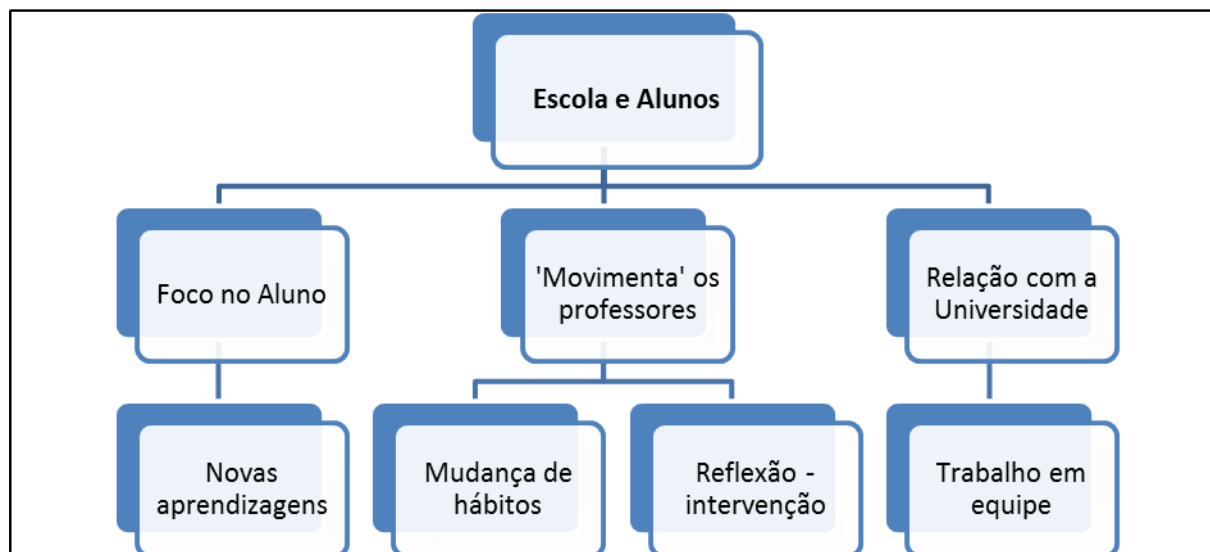 Escola e Alunos
Foco no Aluno
'Movimenta' os
professores
Relação com a
Universidade
Novas
aprendizagens
Mudança de
hábitos
Reflexão -
intervenção
Trabalho em
equipe